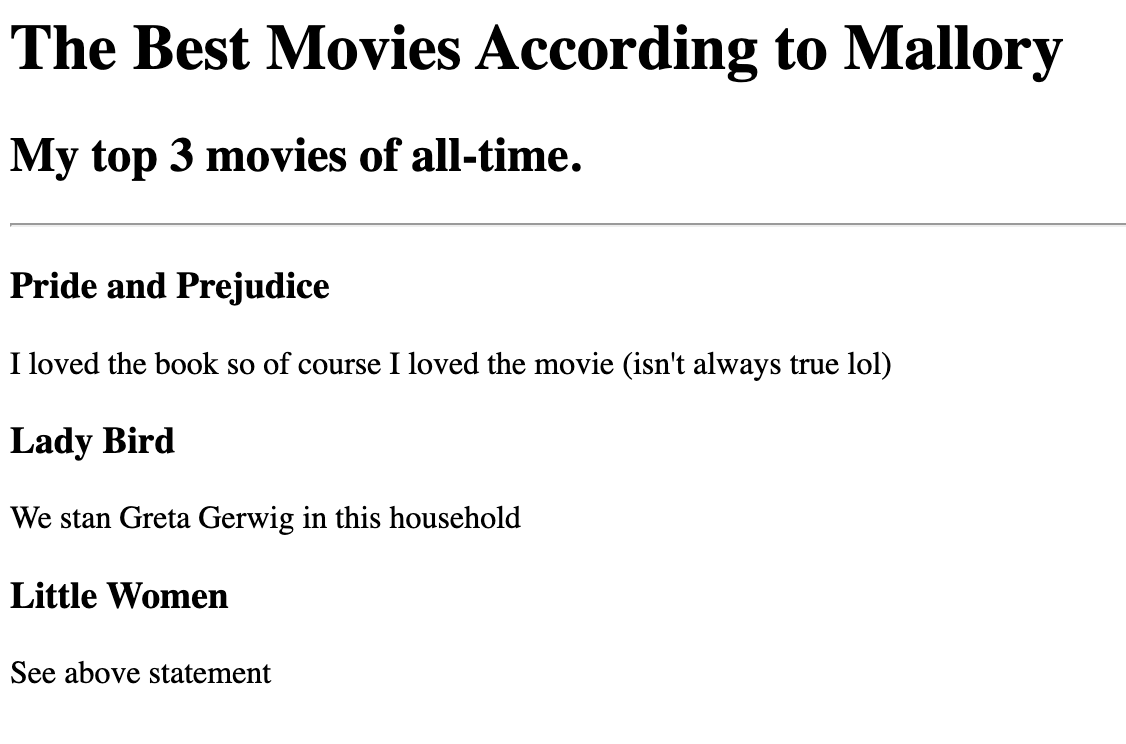 The Best Movies According to Mallory
My top 3 movies of all-time.
Pride and Prejudice
I loved the book so of course I loved the movie (isn't always true lol)
Lady Bird
We stan Greta Gerwig in this household
Little Women
See above statement